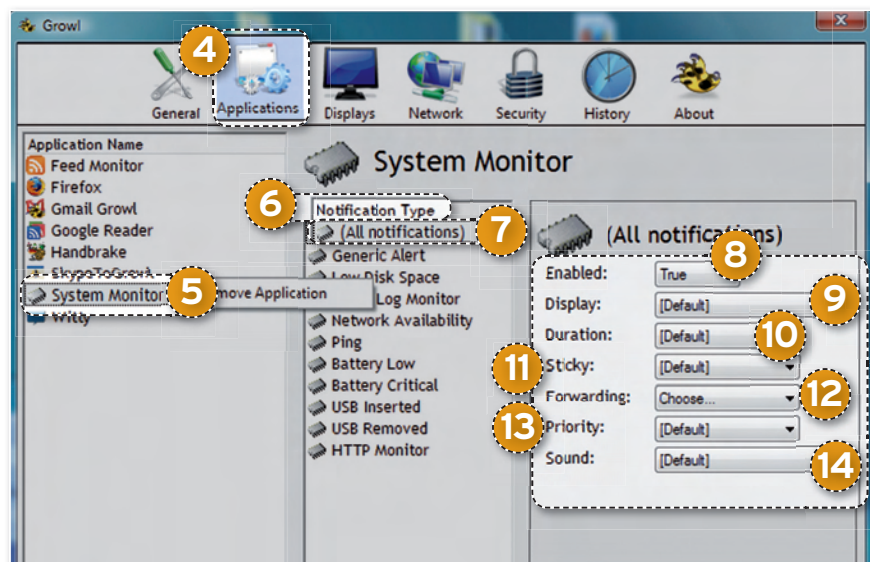 Growl
X
4
General
Applications
Displays
Network
Security
History
About
Application Name
Feed Monitor
Firefox
Gmail Growl
Google Reader
Handbrake
SkypeToGrowl
System Monitor
5
move Application
Witty
System Monitor
6
Notification Type
(All notifications)
7
Generic Alert
Low Disk Space
Log Monitor
Network Availability
Ping
Battery Low
Battery Critical
USB Inserted
USB Removed
HTTP Monitor
(All notifications)
8
Enabled:
True
Display:
[Default]
9
Duration:
[Default]
10
11
Sticky:
[Default]
Forwarding:
Choose...
12
13
Priority:
[Default]
Sound:
[Default]
14